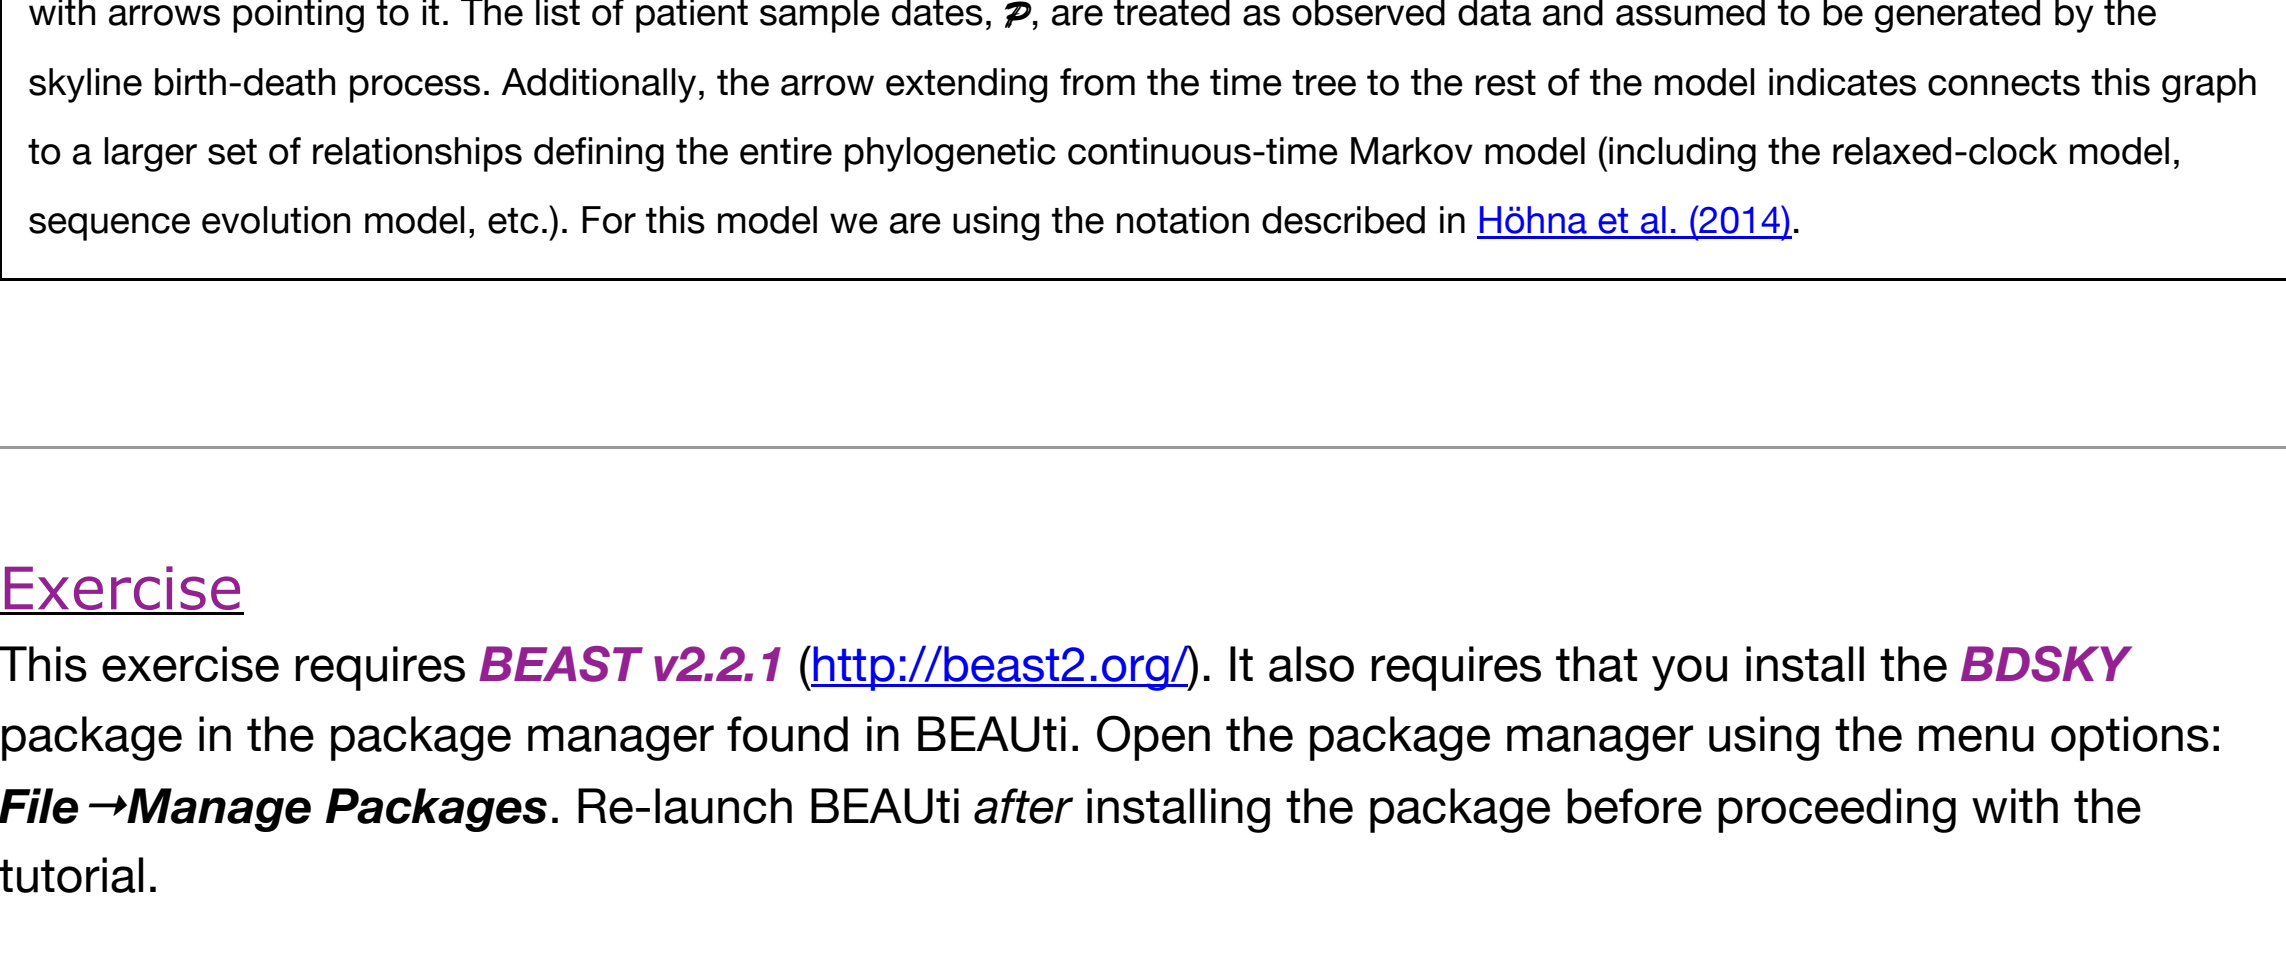 with arrows pointing to it. The list of patient sample dates, 𝓟, are treated as observed data and assumed to be generated by the
skyline birth-death process. Additionally, the arrow extending from the time tree to the rest of the model indicates connects this graph
to a larger set of relationships defining the entire phylogenetic continuous-time Markov model (including the relaxed-clock model,
sequence evolution model, etc.). For this model we are using the notation described in Höhna et al. (2014).
Exercise
This exercise requires BEAST v2.2.1 (http://beast2.org/). It also requires that you install the BDSKY
package in the package manager found in BEAUti. Open the package manager using the menu options:
File→Manage Packages. Re-launch BEAUti after installing the package before proceeding with the
tutorial.